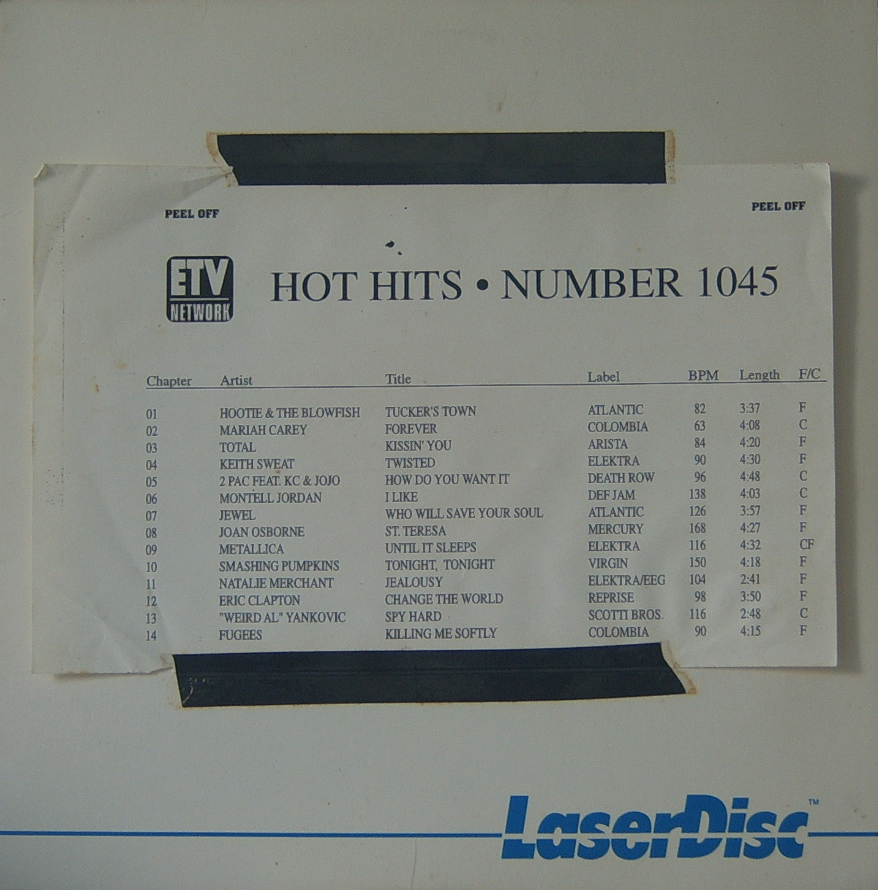 PEEL OFF PEEL OFF
ETV NETWORK
HOT HITS • NUMBER 1045
Chapter Artist Title Label BPM Length F/C
01 HOOTIE & THE BLOWFISH TUCKER'S TOWN ATLANTIC 82 3:37 F
02 MARIAH CAREY FOREVER COLOMBIA 63 4:08 C
03 TOTAL KISSIN' YOU ARISTA 84 4:20 F
04 KEITH SWEAT TWISTED ELEKTRA 90 4:30 F
05 2 PAC FEAT. KC & JOJO HOW DO YOU WANT IT DEATH ROW 96 4:48 C
06 MONTELL JORDAN I LIKE DEF JAM 138 4:03 C
07 JEWEL WHO WILL SAVE YOUR SOUL ATLANTIC 126 3:57 F
08 JOAN OSBORNE ST. TERESA MERCURY 168 4:27 F
09 METALLICA UNTIL IT SLEEPS ELEKTRA 116 4:32 CF
10 SMASHING PUMPKINS TONIGHT, TONIGHT VIRGIN 150 4:18 F
11 NATALIE MERCHANT JEALOUSY ELEKTRA/EEG 104 2:41 F
12 ERIC CLAPTON CHANGE THE WORLD REPRISE 98 3:50 F
13 "WEIRD AL" YANKOVIC SPY HARD SCOTTI BROS. 116 2:48 C
14 FUGEES KILLING ME SOFTLY COLOMBIA 90 4:15 F
LaserDisc™